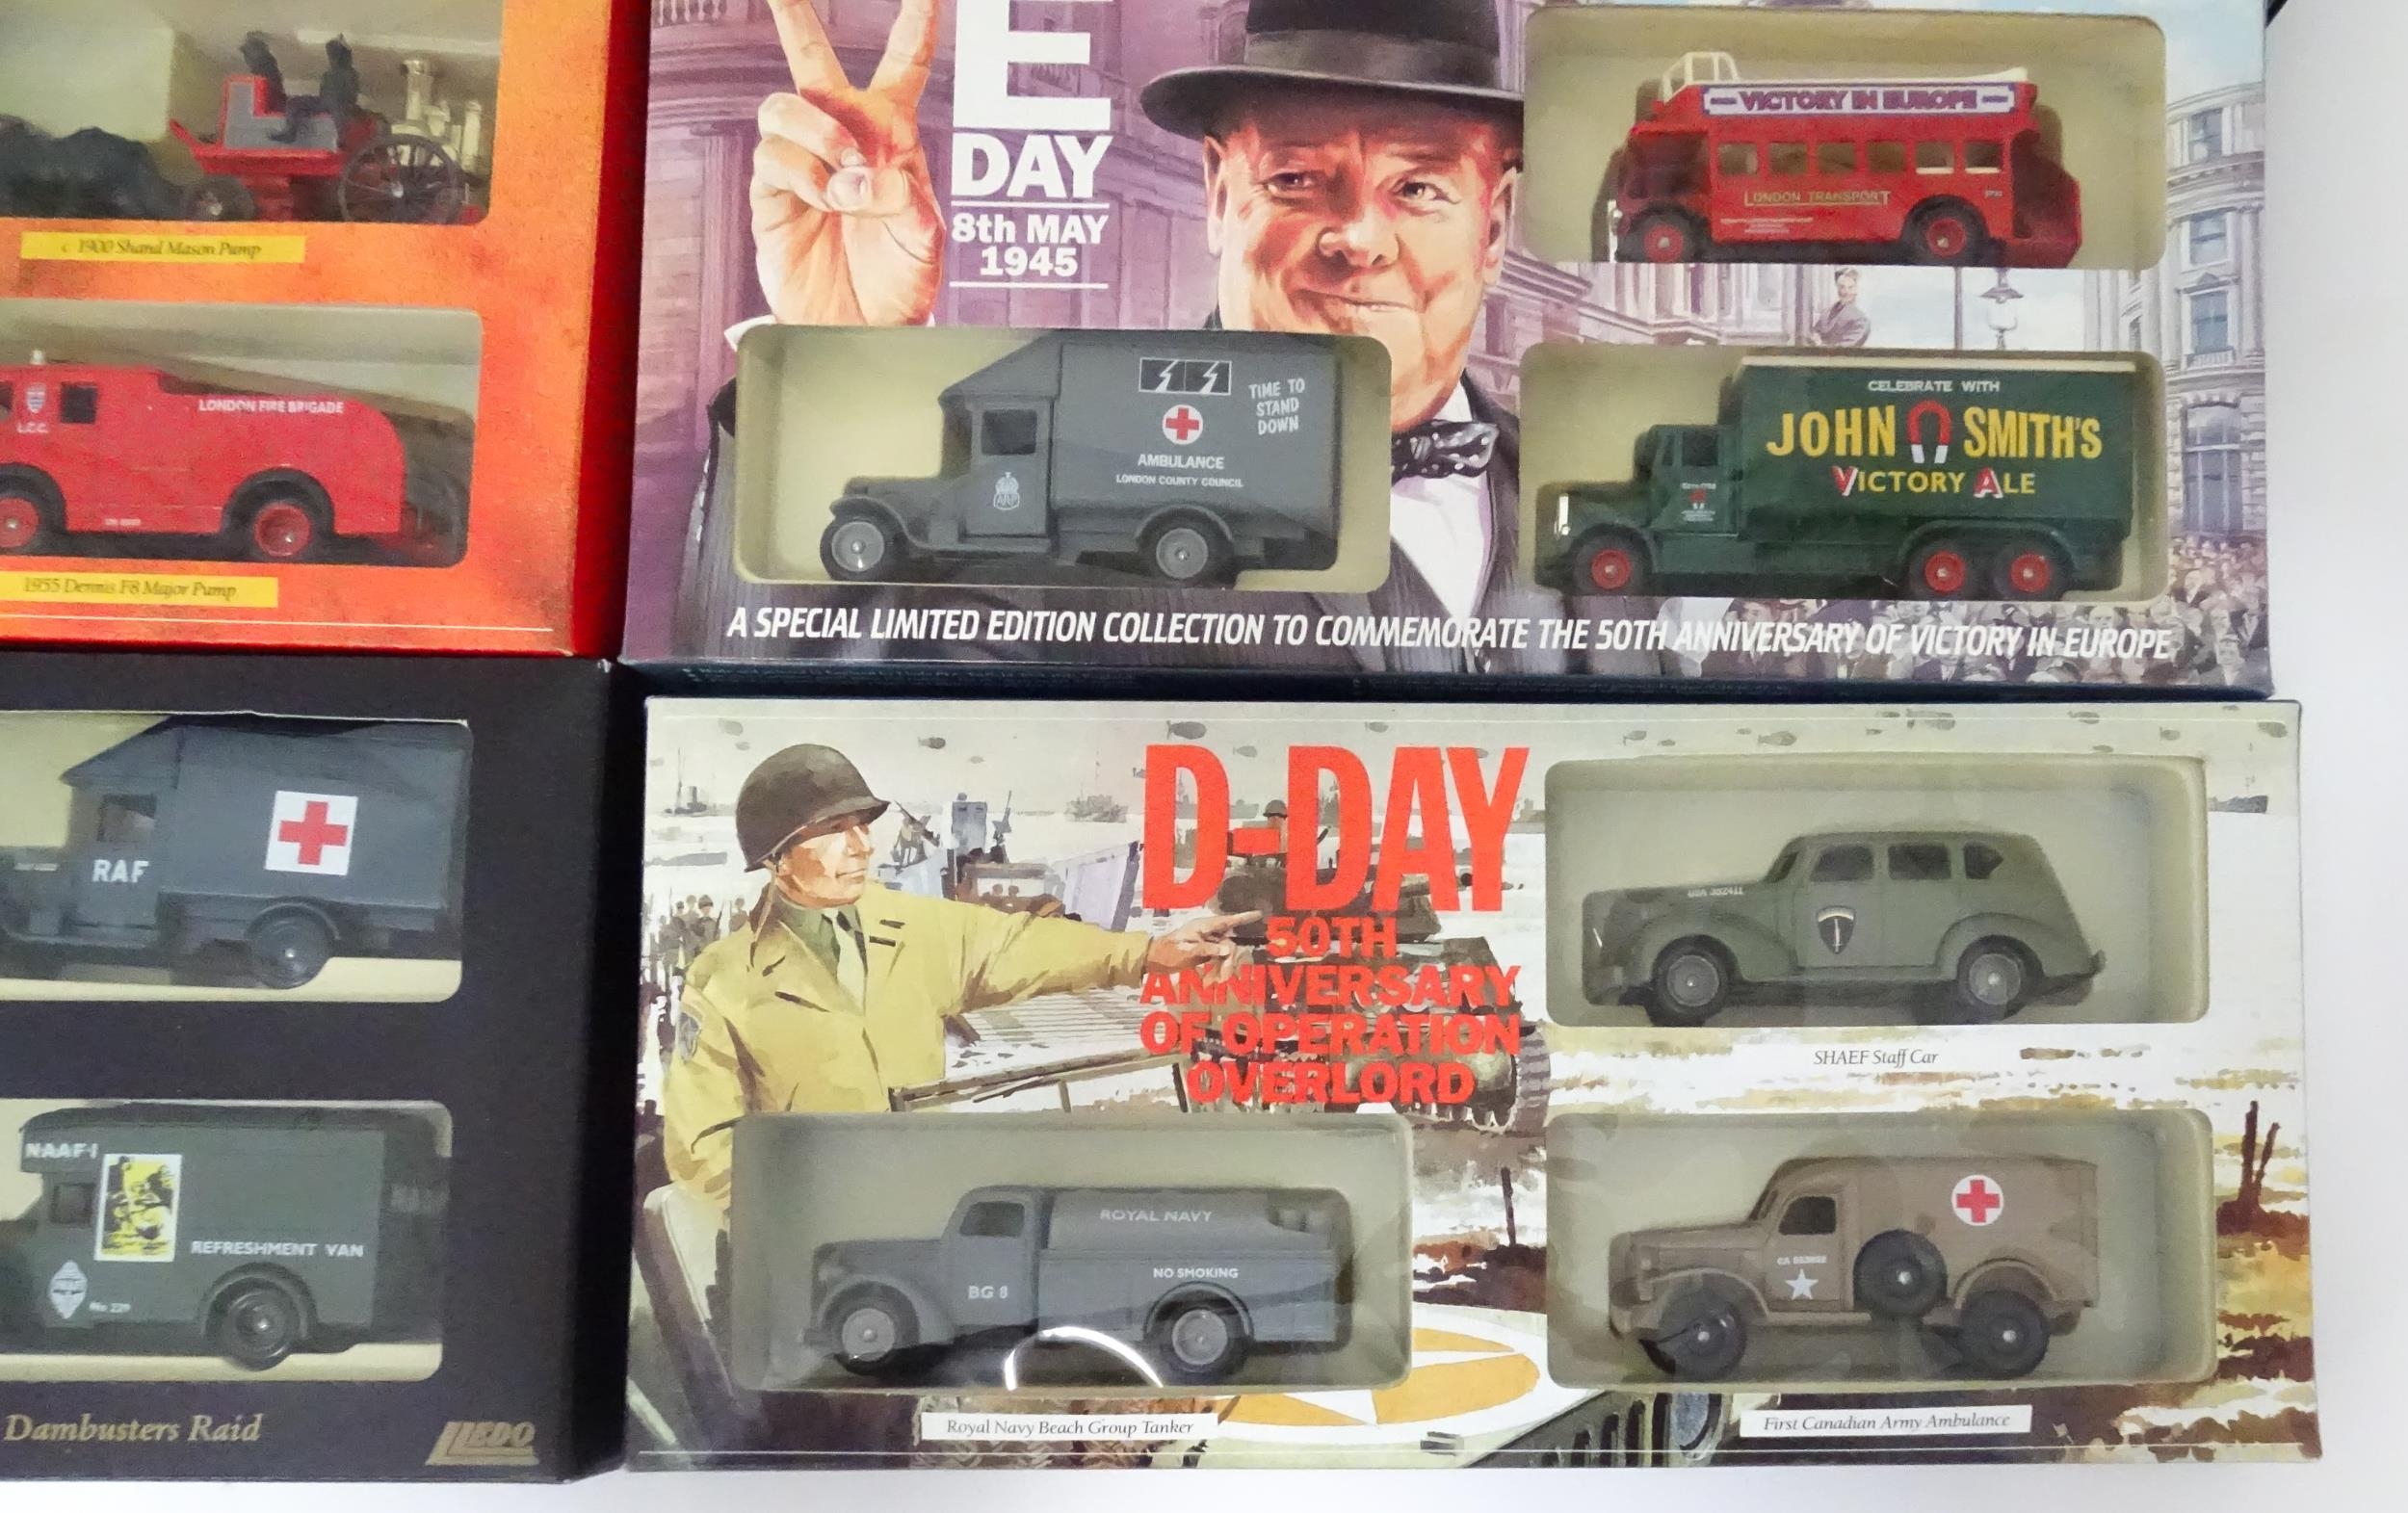 c 1900 Shand Mason Pump
LONDON FIRE BRIGADE
L.C.C.
1955 Dennis F8 Major Pump
E
DAY
8th MAY
1945
VICTORY IN EUROPE
LONDON TRANSPORT
TIME TO
STAND
DOWN
AMBULANCE
LONDON COUNTY COUNCIL
ARP
CELEBRATE WITH
JOHN SMITH'S
VICTORY ALE
A SPECIAL LIMITED EDITION COLLECTION TO COMMEMORATE THE 50TH ANNIVERSARY OF VICTORY IN EUROPE
RAF
NAAFI
REFRESHMENT VAN
No. 229
Dambusters Raid
LLEDO
D-DAY
50TH
ANNIVERSARY
OF OPERATION
OVERLORD
USA
SHAEF Staff Car
ROYAL NAVY
NO SMOKING
BG 8
Royal Navy Beach Group Tanker
First Canadian Army Ambulance